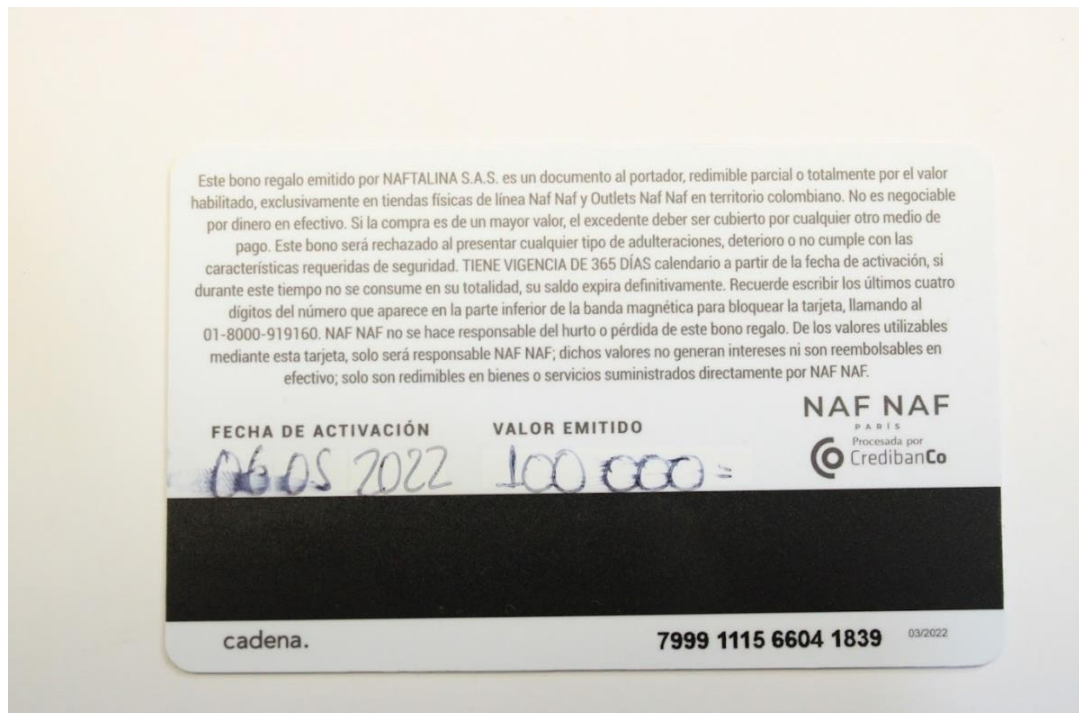 Este bono regalo emitido por NAFTALINA S.A.S. es un documento al portador, redimible parcial o totalmente por el valor
habilitado, exclusivamente en tiendas físicas de línea Naf Naf y Outlets Naf Naf en territorio colombiano. No es negociable
por dinero en efectivo. Si la compra es de un mayor valor, el excedente deber ser cubierto por cualquier otro medio de
pago. Este bono será rechazado al presentar cualquier tipo de adulteraciones, deterioro o no cumple con las
características requeridas de seguridad. TIENE VIGENCIA DE 365 DÍAS calendario a partir de la fecha de activación, si
durante este tiempo no se consume en su totalidad, su saldo expira definitivamente. Recuerde escribir los últimos cuatro
dígitos del número que aparece en la parte inferior de la banda magnética para bloquear la tarjeta, llamando al
01-8000-919160. NAF NAF no se hace responsable del hurto o pérdida de este bono regalo. De los valores utilizables
mediante esta tarjeta, solo será responsable NAF NAF; dichos valores no generan intereses ni son reembolsables en
efectivo; solo son redimibles en bienes o servicios suministrados directamente por NAF NAF.
NAF NAF
PARÍS
FECHA DE ACTIVACIÓN VALOR EMITIDO
Procesada por
CredibanCo
06 05 2022 100 000=
cadena. 7999 1115 6604 1839 03/2022